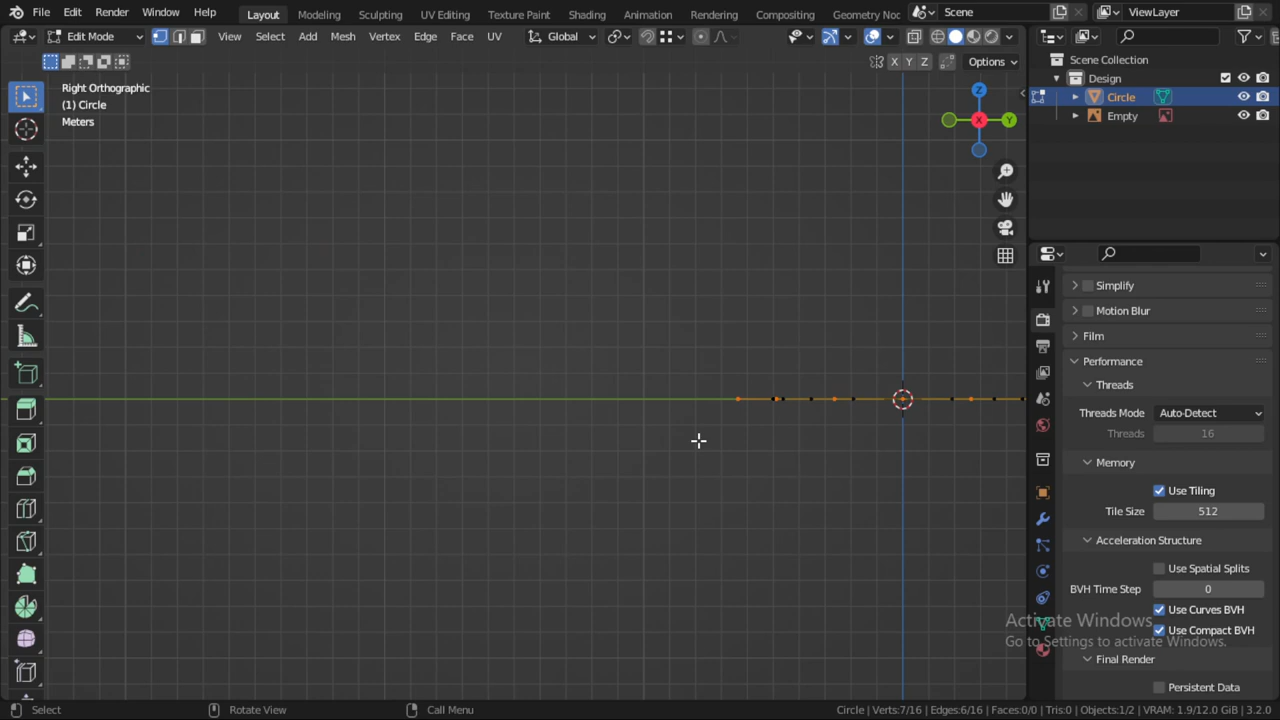 File Edit Render Window Help Layout Modeling Sculpting UV Editing Texture Paint Shading Animation Rendering Compositing Geometry Noc Scene ViewLayer
Edit Mode View Select Add Mesh Vertex Edge Face UV Global
X Y Z Options
Right Orthographic
(1) Circle
Meters
Z
X Y
Scene Collection
Design
Circle
Empty
Simplify
Motion Blur
Film
Performance
Threads
Threads Mode Auto-Detect
Threads 16
Memory
Use Tiling
Tile Size 512
Acceleration Structure
Use Spatial Splits
BVH Time Step 0
Use Curves BVH
Use Compact BVH
Final Render
Persistent Data
Activate Windows
Go to Settings to activate Windows.
Select Rotate View Call Menu Circle | Verts:7/16 | Edges:6/16 | Faces:0/0 | Tris:0 | Objects:1/2 | VRAM: 1.9/12.0 GiB | 3.2.0